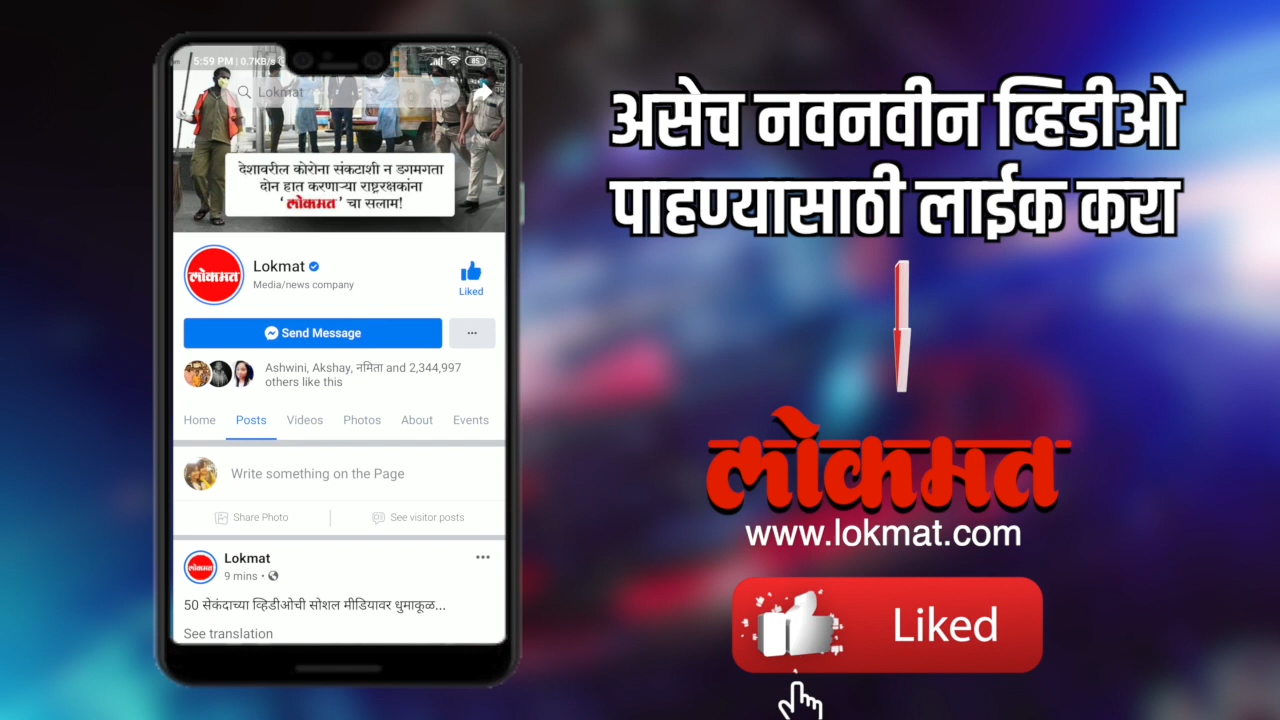 5:59 PM | 0.7KB/s
85
Lokmat
देशावरील कोरोना संकटाशी न डगमगता
दोन हात करणाऱ्या राष्ट्ररक्षकांना
‘लोकमत’ चा सलाम!
लोकमत
Lokmat
Media/news company
Liked
Send Message
Ashwini, Akshay, नमिता and 2,344,997
others like this
Home Posts Videos Photos About Events
Write something on the Page
Share Photo
See visitor posts
लोकमत
Lokmat
9 mins
50 सेकंदाच्या व्हिडीओची सोशल मीडियावर धुमाकूळ...
See translation
असेच नवनवीन व्हिडीओ
पाहण्यासाठी लाईक करा
लोकमत
www.lokmat.com
Liked